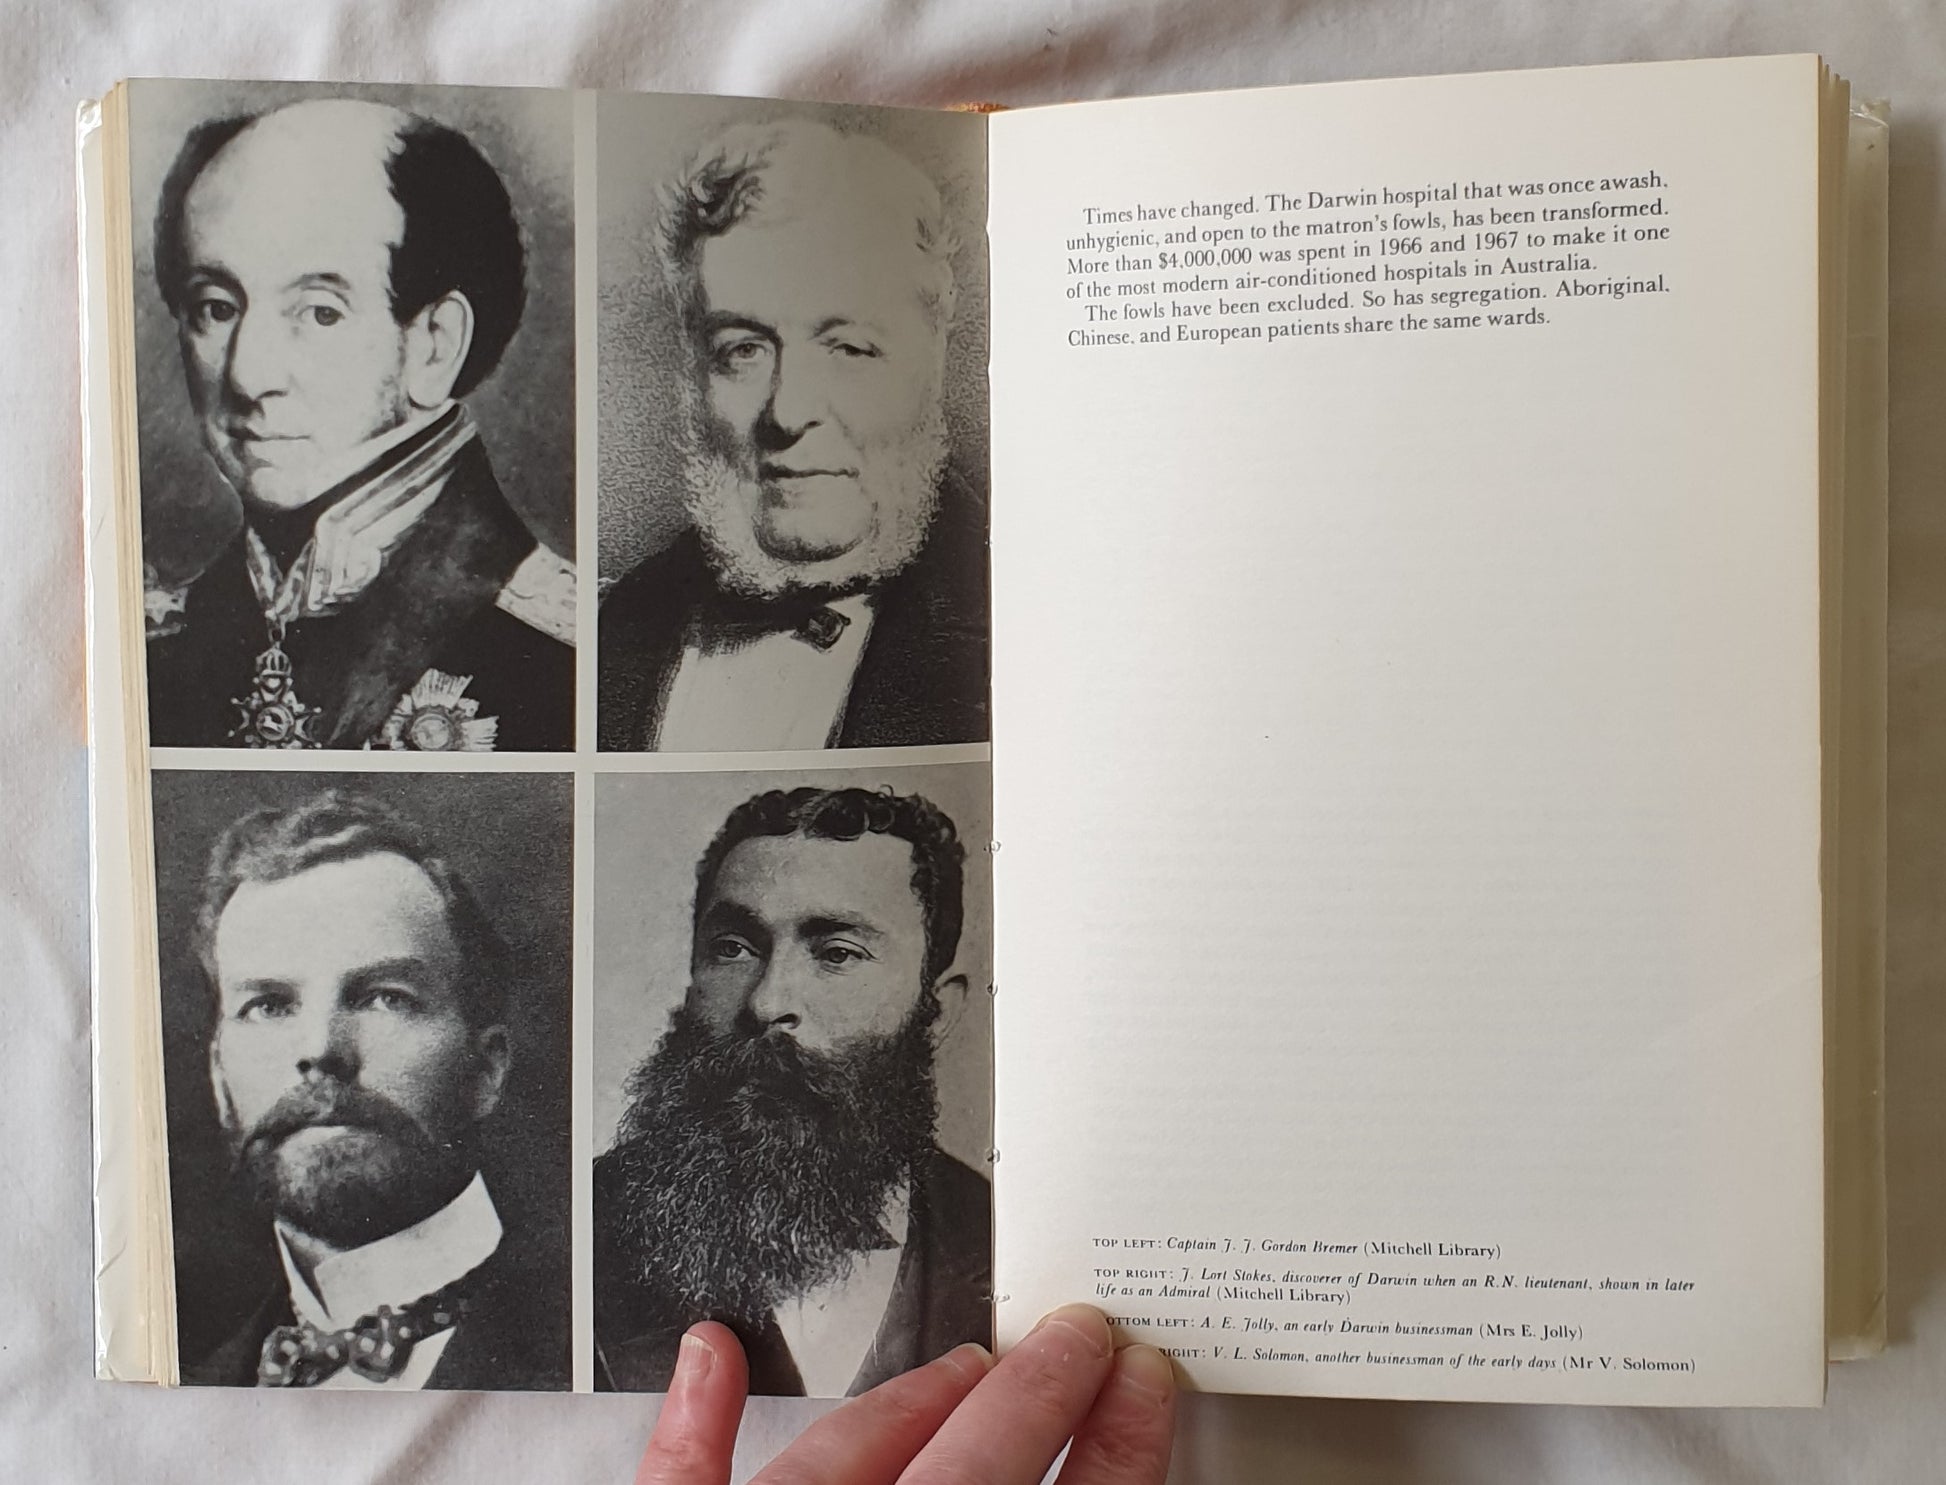 Times have changed. The Darwin hospital that was once awash,
unhygienic, and open to the matron's fowls, has been transformed.
More than $4,000,000 was spent in 1966 and 1967 to make it one
of the most modern air-conditioned hospitals in Australia.
The fowls have been excluded. So has segregation. Aboriginal,
Chinese, and European patients share the same wards.
TOP LEFT: Captain J. J. Gordon Bremer (Mitchell Library)
TOP RIGHT: J. Lort Stokes, discoverer of Darwin when an R.N. lieutenant, shown in later
life as an Admiral (Mitchell Library)
OTTOM LEFT: A. E. Jolly, an early Darwin businessman (Mrs E. Jolly)
RIGHT: V. L. Solomon, another businessman of the early days (Mr V. Solomon)